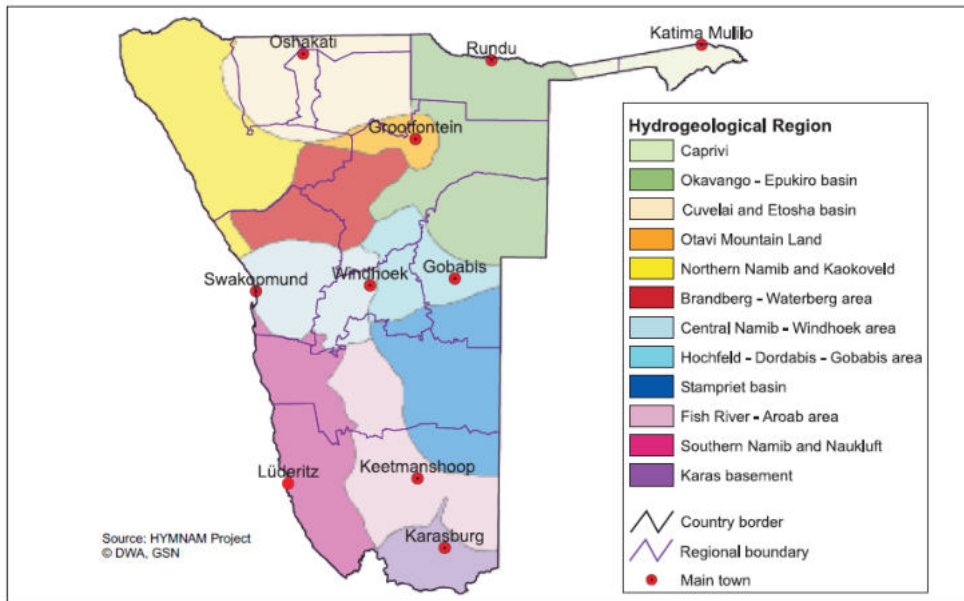 Katima Mulilo
Oshakati
Rundu
Grootfontein
Swakopmund
Windhoek
Gobabis
Lüderitz
Keetmanshoop
Karasburg
Source: HYMNAM Project
© DWA, GSN
Hydrogeological Region
Caprivi
Okavango - Epukiro basin
Cuvelai and Etosha basin
Otavi Mountain Land
Northern Namib and Kaokoveld
Brandberg - Waterberg area
Central Namib - Windhoek area
Hochfeld - Dordabis - Gobabis area
Stampriet basin
Fish River - Aroab area
Southern Namib and Naukluft
Karas basement
Country border
Regional boundary
Main town